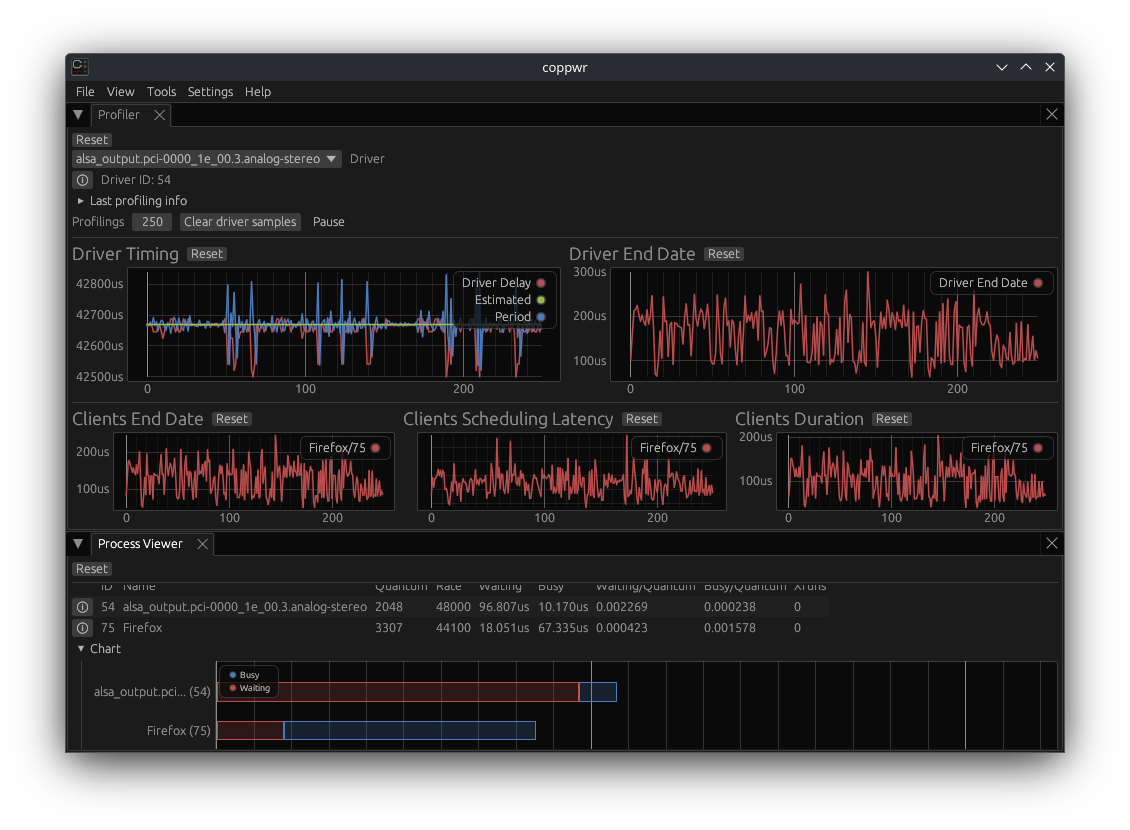 coppwr
File View Tools Settings Help
Profiler
Reset
alsa_output.pci-0000_1e_00.3.analog-stereo Driver
Driver ID: 54
Last profiling info
Profilings 250 Clear driver samples Pause
Driver Timing Reset
42800us
42700us
42600us
42500us
0 100 200
Driver Delay
Estimated
Period
Driver End Date Reset
300us
200us
100us
0 100 200
Driver End Date
Clients End Date Reset
200us
100us
0 100 200
Firefox/75
Clients Scheduling Latency Reset
0 100 200
Firefox/75
Clients Duration Reset
200us
100us
0 100 200
Firefox/75
Process Viewer
Reset
ID Name Quantum Rate Waiting Busy Waiting/Quantum Busy/Quantum Xruns
54 alsa_output.pci-0000_1e_00.3.analog-stereo 2048 48000 96.807us 10.170us 0.002269 0.000238 0
75 Firefox 3307 44100 18.051us 67.335us 0.000423 0.001578 0
Chart
Busy
Waiting
alsa_output.pci... (54)
Firefox (75)